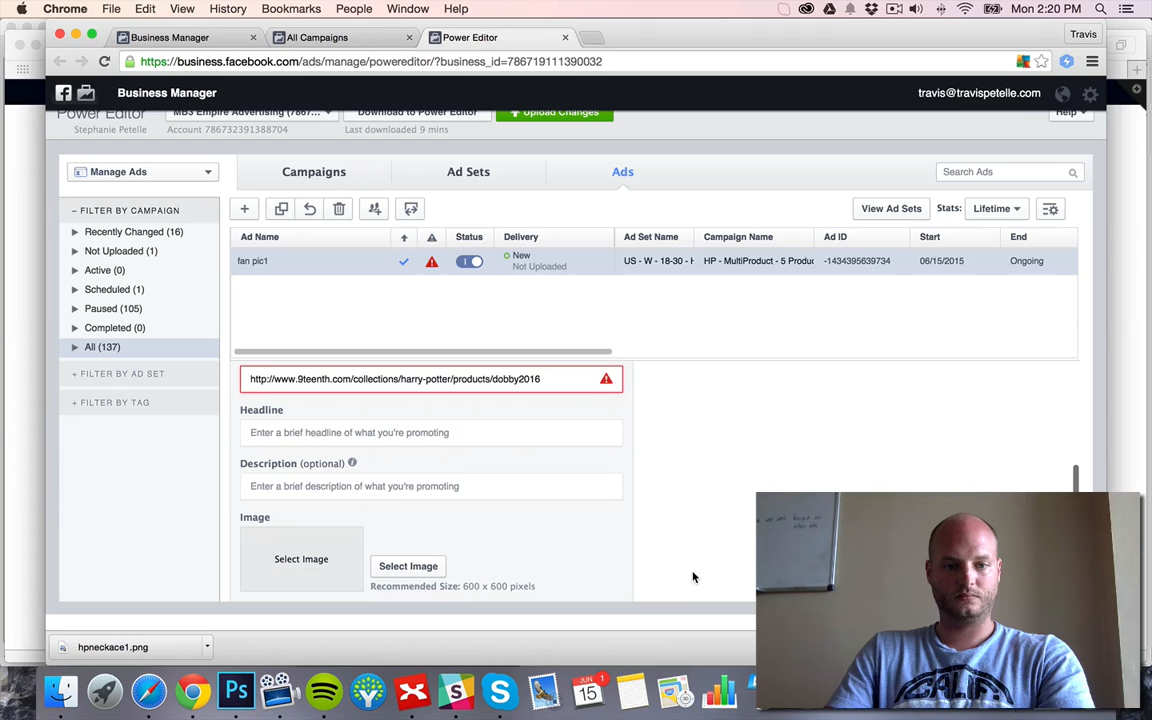 Chrome File Edit View History Bookmarks People Window Help Mon 2:20 PM
Business Manager All Campaigns Power Editor Travis
https://business.facebook.com/ads/manage/powereditor/?business_id=786719111390032
Business Manager travis@travispetelle.com
Power Editor MB3 Empire Advertising (7867... Download to Power Editor Upload Changes Help
Stephanie Petelle Account 786732391388704 Last downloaded 9 mins
Manage Ads Campaigns Ad Sets Ads Search Ads
– FILTER BY CAMPAIGN View Ad Sets Stats: Lifetime
Recently Changed (16) Ad Name Status Delivery Ad Set Name Campaign Name Ad ID Start End
Not Uploaded (1) fan pic1 New Not Uploaded US - W - 18-30 - H HP - MultiProduct - 5 Produc -1434395639734 06/15/2015 Ongoing
Active (0)
Scheduled (1)
Paused (105)
Completed (0)
All (137)
+ FILTER BY AD SET http://www.9teenth.com/collections/harry-potter/products/dobby2016
+ FILTER BY TAG Headline
Enter a brief headline of what you're promoting
Description (optional)
Enter a brief description of what you're promoting
Image
Select Image Select Image
Recommended Size: 600 x 600 pixels
hpneckace1.png
Ps JUN 15 1
CALIF